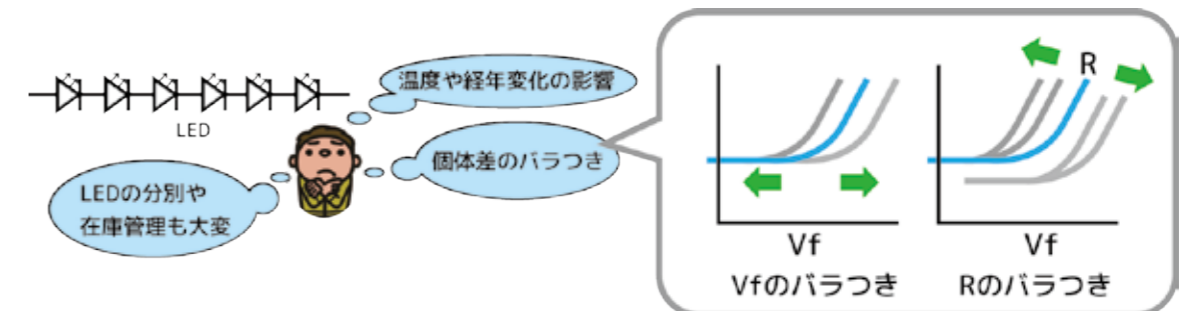 LED
温度や経年変化の影響
個体差のバラつき
LEDの分別や
在庫管理も大変
Vf
Vfのバラつき
R
Vf
Rのバラつき